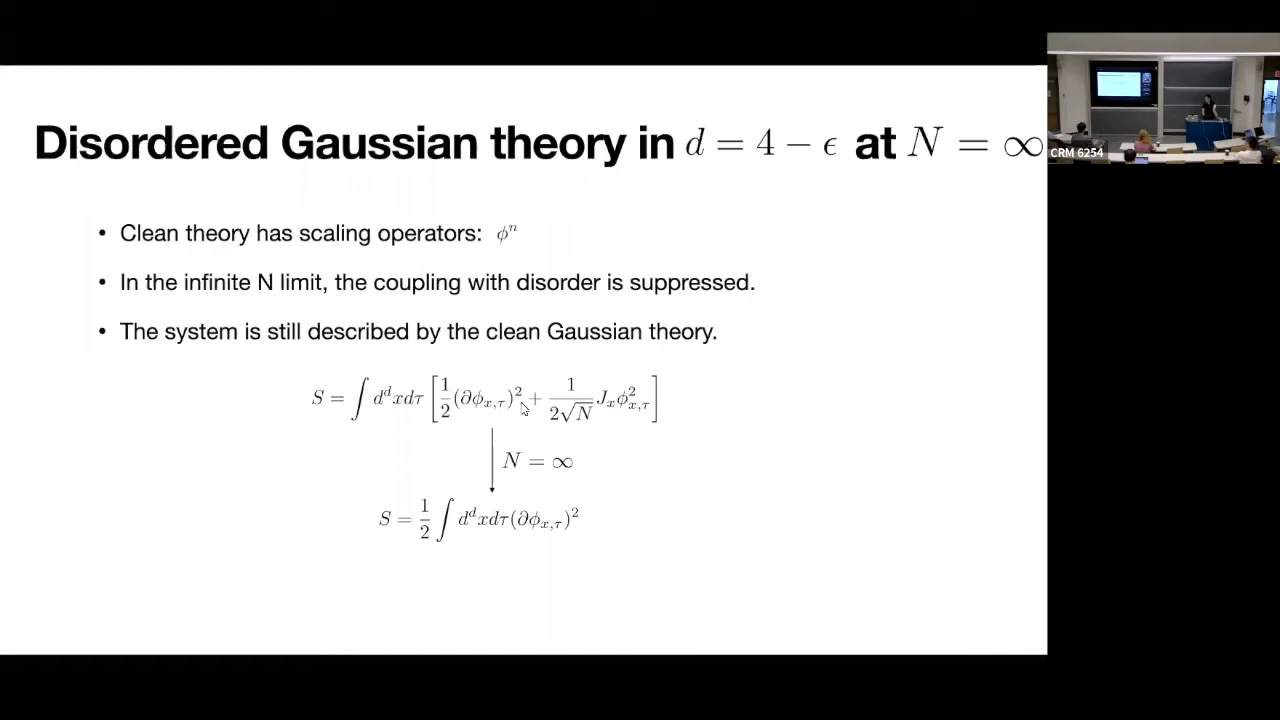 Disordered Gaussian theory in d = 4 − ϵ at N = ∞
CRM 6254
• Clean theory has scaling operators: ϕⁿ
• In the infinite N limit, the coupling with disorder is suppressed.
• The system is still described by the clean Gaussian theory.
S = ∫ d^d x dτ [ 1/2 (∂ϕ_{x,τ})² + 1/(2√N) J_x ϕ²_{x,τ} ]
N = ∞
S = 1/2 ∫ d^d x dτ (∂ϕ_{x,τ})²